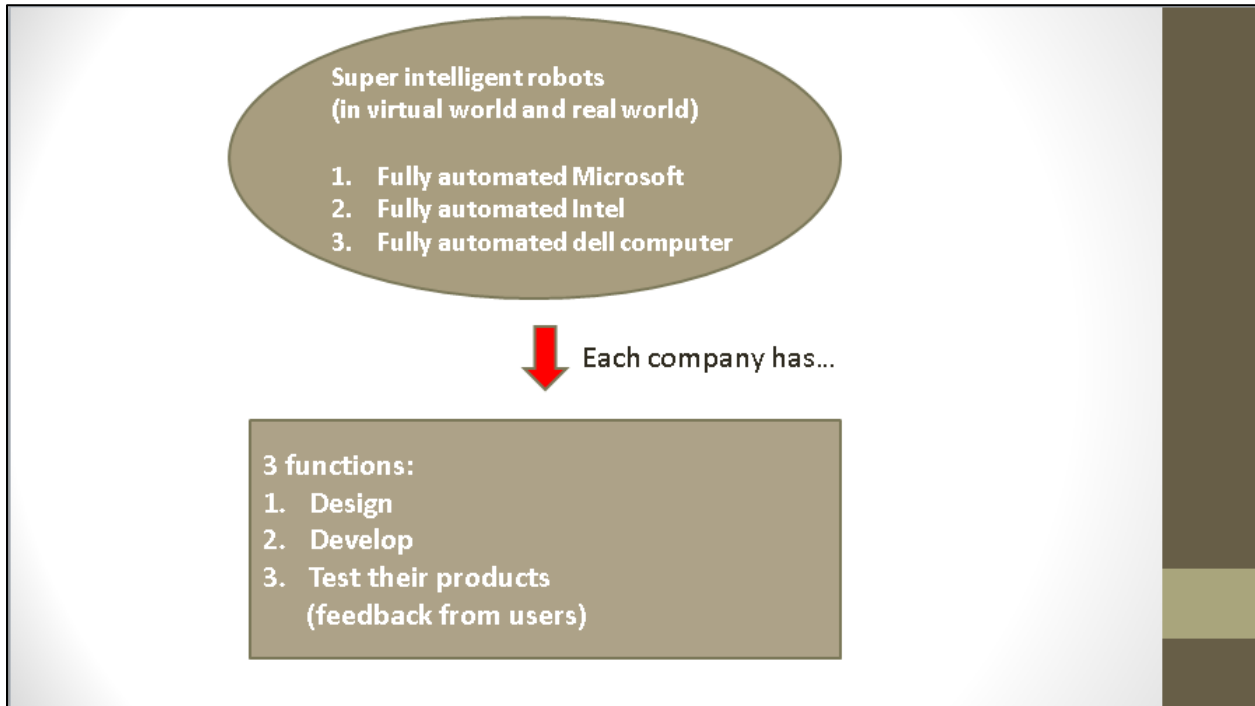 Super intelligent robots
(in virtual world and real world)
1. Fully automated Microsoft
2. Fully automated Intel
3. Fully automated dell computer
Each company has...
3 functions:
1. Design
2. Develop
3. Test their products
(feedback from users)